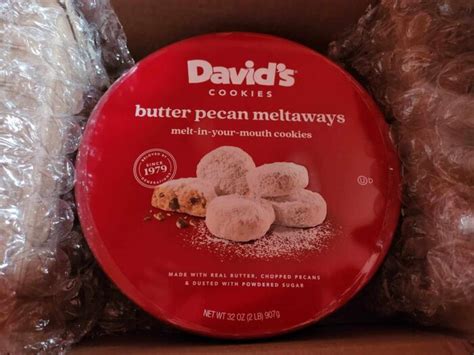 David's
COOKIES
butter pecan meltaways
melt-in-your-mouth cookies
SINCE
1979
GENERATIONS
MADE WITH REAL BUTTER, CHOPPED PECANS
& DUSTED WITH POWDERED SUGAR
NET WT 32 OZ (2 LB) 907g